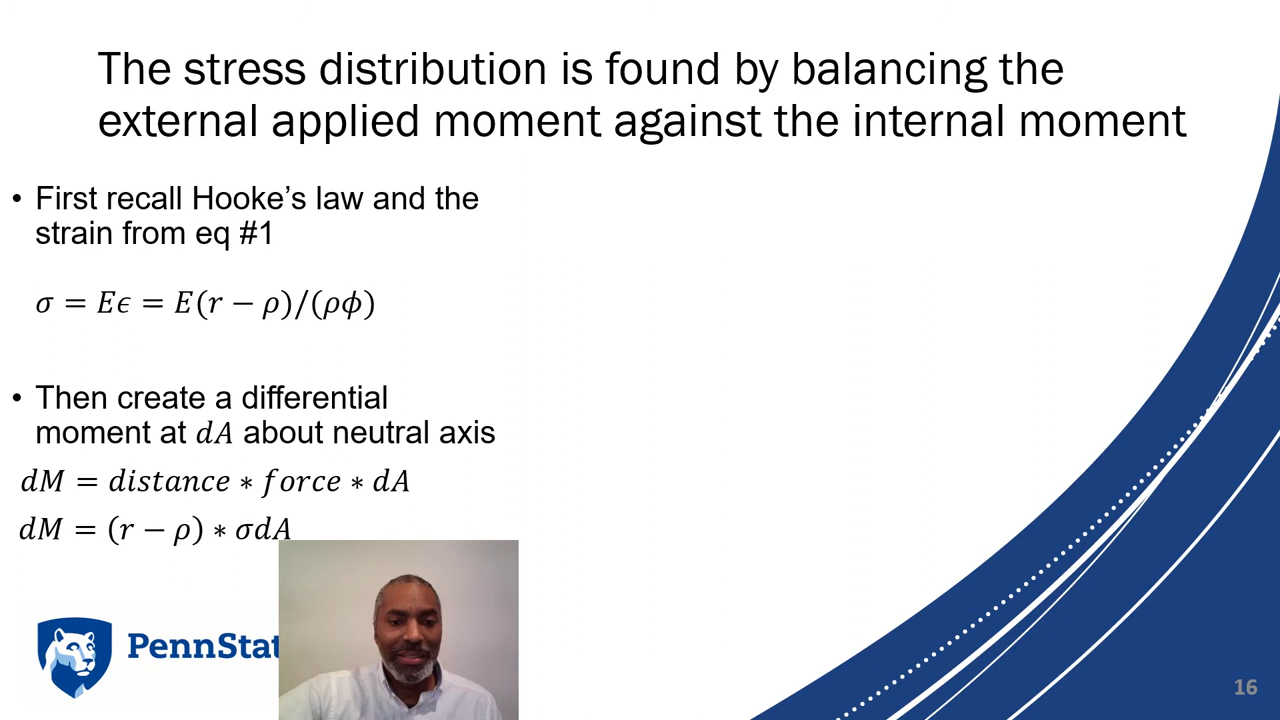 The stress distribution is found by balancing the
external applied moment against the internal moment
• First recall Hooke’s law and the
strain from eq #1
σ = Eϵ = E(r − ρ)/(ρϕ)
• Then create a differential
moment at dA about neutral axis
dM = distance ∗ force ∗ dA
dM = (r − ρ) ∗ σdA
PennStat
16